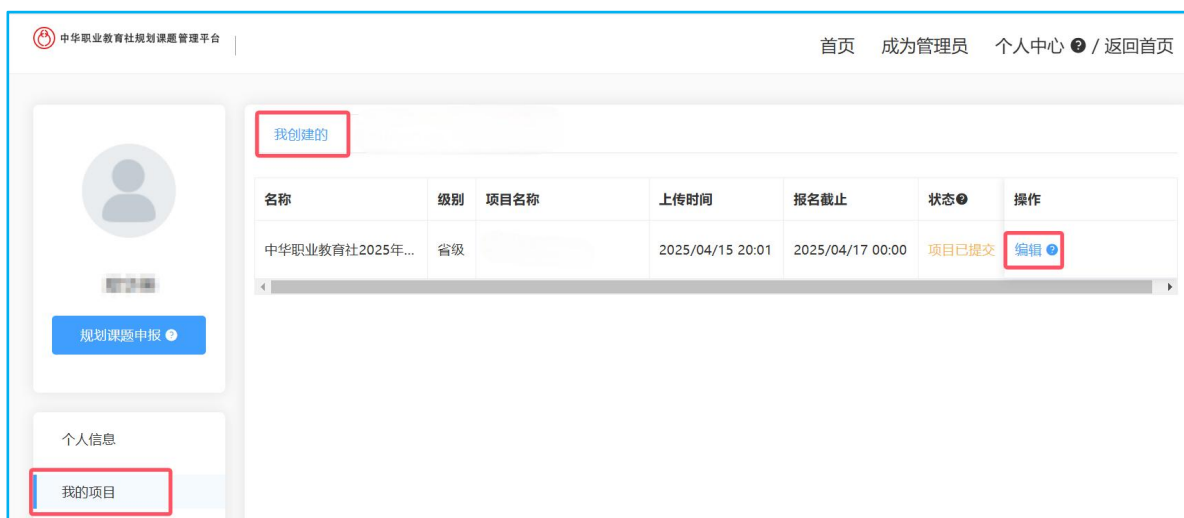 中华职业教育社规划课题管理平台
首页 成为管理员 个人中心 ? / 返回首页
我创建的
名称 级别 项目名称 上传时间 报名截止 状态? 操作
中华职业教育社2025年... 省级 2025/04/15 20:01 2025/04/17 00:00 项目已提交 编辑 ?
规划课题申报 ?
个人信息
我的项目